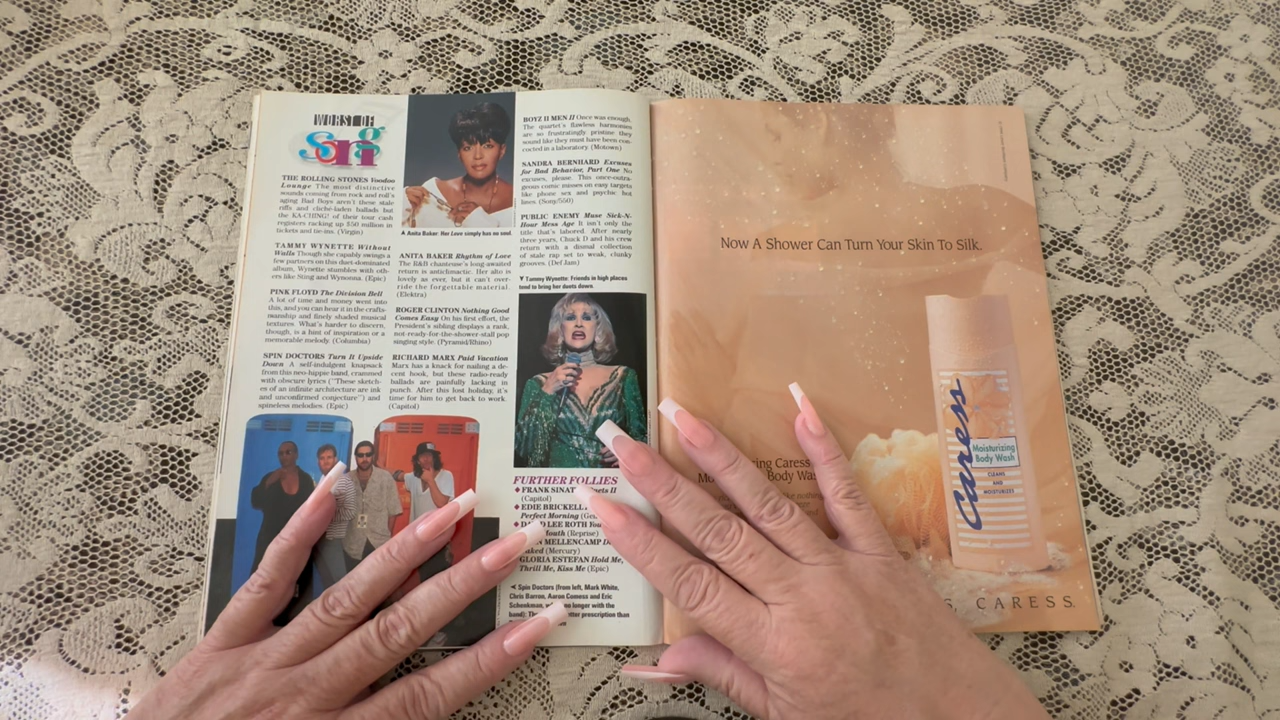 WORST OF
Song
THE ROLLING STONES Voodoo
Lounge The most distinctive
sounds coming from rock and roll's
aging Bad Boys aren't these stale
riffs and cliché-laden ballads but
the KA-CHING! of their tour cash
registers racking up $50 million in
tickets and tie-ins. (Virgin)
TAMMY WYNETTE Without
Walls Though she capably swings a
few partners on this duet-dominated
album, Wynette stumbles with oth-
ers like Sting and Wynonna. (Epic)
PINK FLOYD The Division Bell
A lot of time and money went into
this, and you can hear it in the crafts-
manship and finely shaded musical
textures. What's harder to discern,
though, is a hint of inspiration or a
memorable melody. (Columbia)
SPIN DOCTORS Turn It Upside
Down A self-indulgent knapsack
from this neo-hippie band, crammed
with obscure lyrics ("These sketch-
es of an infinite architecture are ink
and unconfirmed conjecture") and
spineless melodies. (Epic)
▲ Anita Baker: Her Love simply has no soul.
ANITA BAKER Rhythm of Love
The R&B chanteuse's long-awaited
return is anticlimactic. Her alto is
lovely as ever, but it can't over-
ride the forgettable material.
(Elektra)
ROGER CLINTON Nothing Good
Comes Easy On his first effort, the
President's sibling displays a rank,
not-ready-for-the-shower-stall pop
singing style. (Pyramid/Rhino)
RICHARD MARX Paid Vacation
Marx has a knack for nailing a de-
cent hook, but these radio-ready
ballads are painfully lacking in
punch. After this lost holiday, it's
time for him to get back to work.
(Capitol)
BOYZ II MEN II Once was enough.
The quartet's flawless harmonies
are so frustratingly pristine they
sound like they must have been con-
cocted in a laboratory. (Motown)
SANDRA BERNHARD Excuses
for Bad Behavior, Part One No
excuses, please. This once-outra-
geous comic misses on easy targets
like phone sex and psychic hot
lines. (Sony/550)
PUBLIC ENEMY Muse Sick-N-
Hour Mess Age It isn't only the
title that's labored. After nearly
three years, Chuck D and his crew
return with a dismal collection
of stale rap set to weak, clunky
grooves. (Def Jam)
▼ Tammy Wynette: Friends in high places
tend to bring her duets down.
FURTHER FOLLIES
◆ FRANK SINAT II
(Capitol)
◆ EDIE BRICKELL
Perfect Morning
◆ LEE ROTH
(Reprise)
MELLENCAMP
(Mercury)
GLORIA ESTEFAN Hold Me,
Thrill Me, Kiss Me (Epic)
◄ Spin Doctors (from left, Mark White,
Chris Barron, Aaron Comess and Eric
Schenkman, longer with the
band): prescription than
Now A Shower Can Turn Your Skin To Silk.
Caress
Body Wa
Caress
Moisturizing
Body Wash
CLEANS
AND
MOISTURIZES
CARESS.